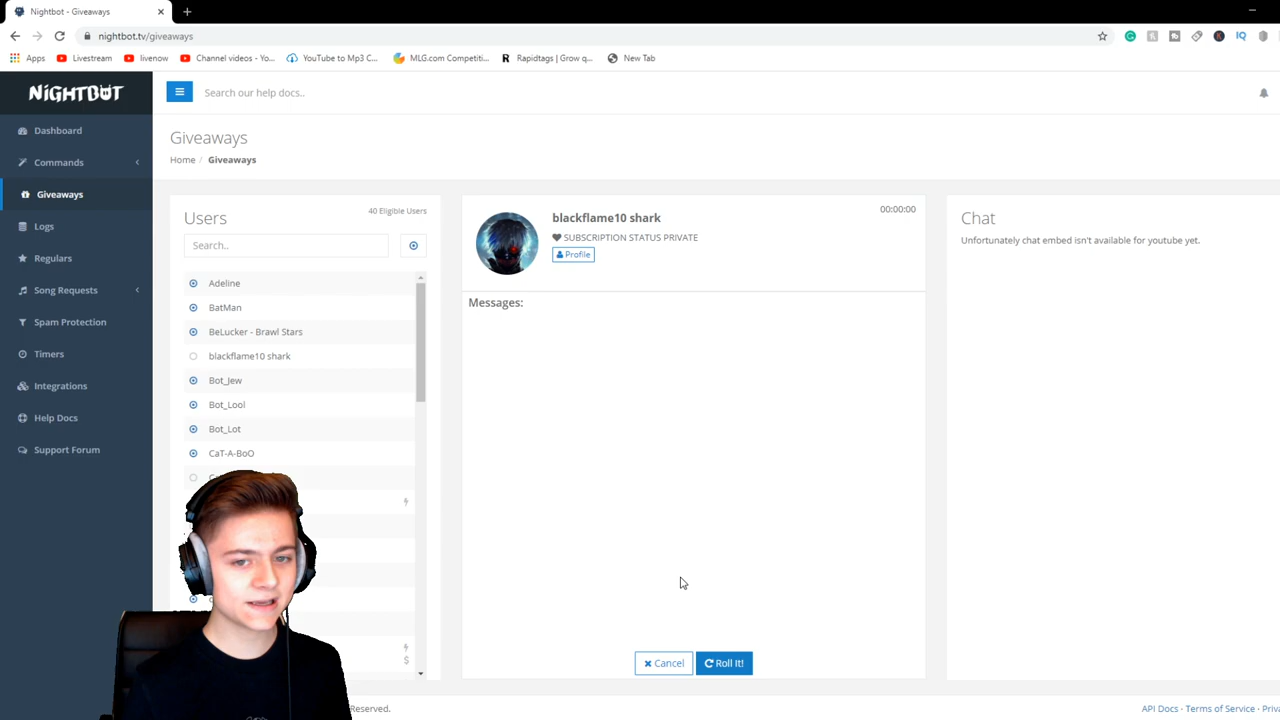 Nightbot - Giveaways
nightbot.tv/giveaways
Apps
Livestream
livenow
Channel videos - Yo...
YouTube to Mp3 C...
MLG.com Competiti...
Rapidtags | Grow q...
New Tab
NIGHTBOT
Search our help docs..
Dashboard
Commands
Giveaways
Logs
Regulars
Song Requests
Spam Protection
Timers
Integrations
Help Docs
Support Forum
Giveaways
Home / Giveaways
Users
40 Eligible Users
Search..
Adeline
BatMan
BeLucker - Brawl Stars
blackflame10 shark
Bot_Jew
Bot_Lool
Bot_Lot
CaT-A-BoO
blackflame10 shark
00:00:00
SUBSCRIPTION STATUS PRIVATE
Profile
Messages:
Cancel
Roll It!
Chat
Unfortunately chat embed isn't available for youtube yet.
Reserved.
API Docs · Terms of Service · Priva